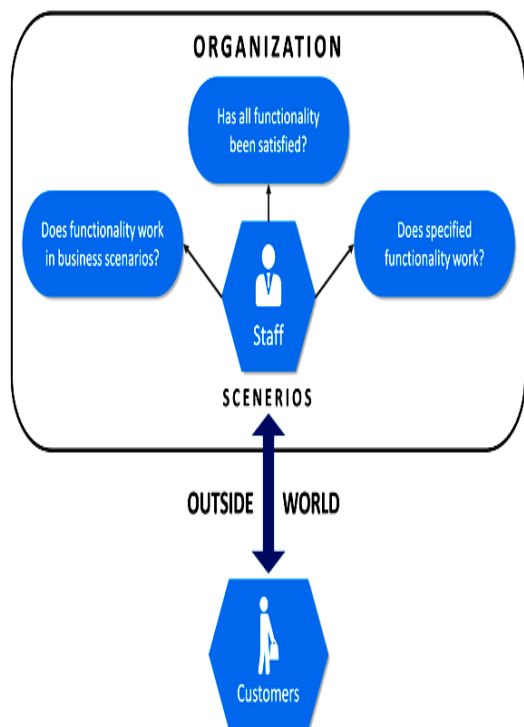 ORGANIZATION
Has all functionality
been satisfied?
Does functionality work
in business scenarios?
Does specified
functionality work?
Staff
SCENERIOS
OUTSIDE WORLD
Customers